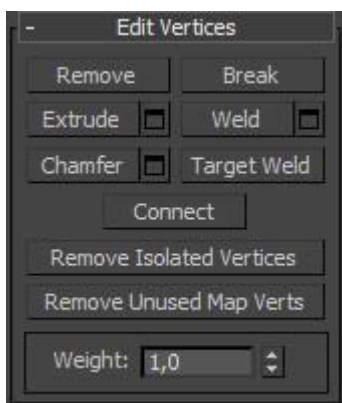 - Edit Vertices
Remove Break
Extrude Weld
Chamfer Target Weld
Connect
Remove Isolated Vertices
Remove Unused Map Verts
Weight: 1,0